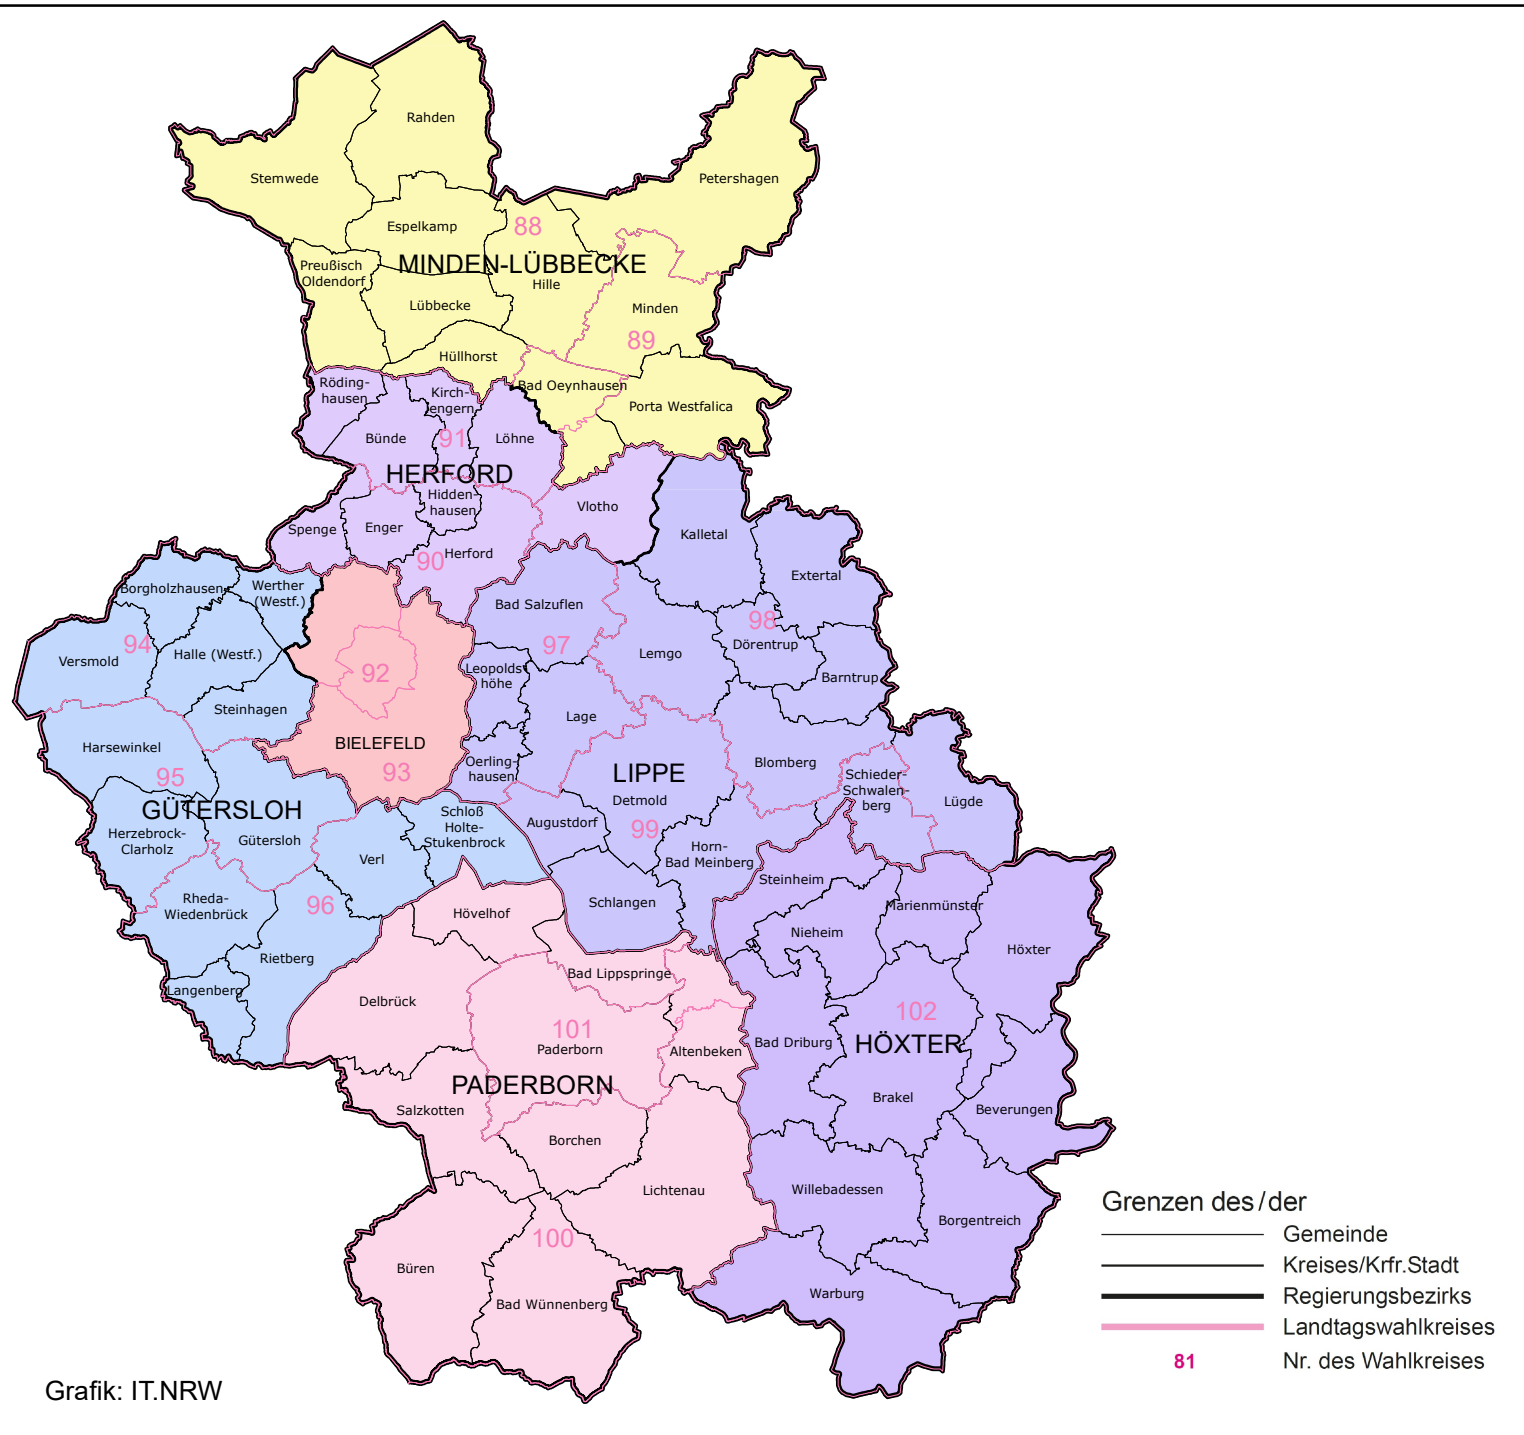 Rahden
Stemwede
Petershagen
Espelkamp
88
MINDEN-LÜBBECKE
Preußisch
Oldendorf
Hille
Lübbecke
Minden
89
Hüllhorst
Bad Oeynhausen
Porta Westfalica
Röding-
hausen
Kirch-
lengern
Bünde
91
Löhne
HERFORD
Hidden-
hausen
Vlotho
Spenge
Enger
90
Herford
Kalletal
Extertal
Borgholzhausen
Werther
(Westf.)
Bad Salzuflen
94
97
98
Versmold
Halle (Westf.)
Dörentrup
Lemgo
92
Leopolds-
höhe
Barntrup
Steinhagen
Lage
Harsewinkel
BIELEFELD
93
Oerling-
hausen
LIPPE
Blomberg
95
Schieder-
Schwalen-
berg
Lügde
GÜTERSLOH
Detmold
99
Schloß
Holte-
Stukenbrock
Augustdorf
Herzebrock-
Clarholz
Gütersloh
Verl
Horn-
Bad Meinberg
Steinheim
Rheda-
Wiedenbrück
96
Schlangen
Hövelhof
Marienmünster
Nieheim
Höxter
Rietberg
Langenberg
Bad Lippspringe
Delbrück
101
Paderborn
102
Altenbeken
Bad Driburg
HÖXTER
PADERBORN
Salzkotten
Brakel
Beverungen
Borchen
Lichtenau
Willebadessen
Borgentreich
100
Büren
Bad Wünnenberg
Warburg
Grenzen des/der
Gemeinde
Kreises/Krfr.Stadt
Regierungsbezirks
Landtagswahlkreises
81 Nr. des Wahlkreises
Grafik: IT.NRW